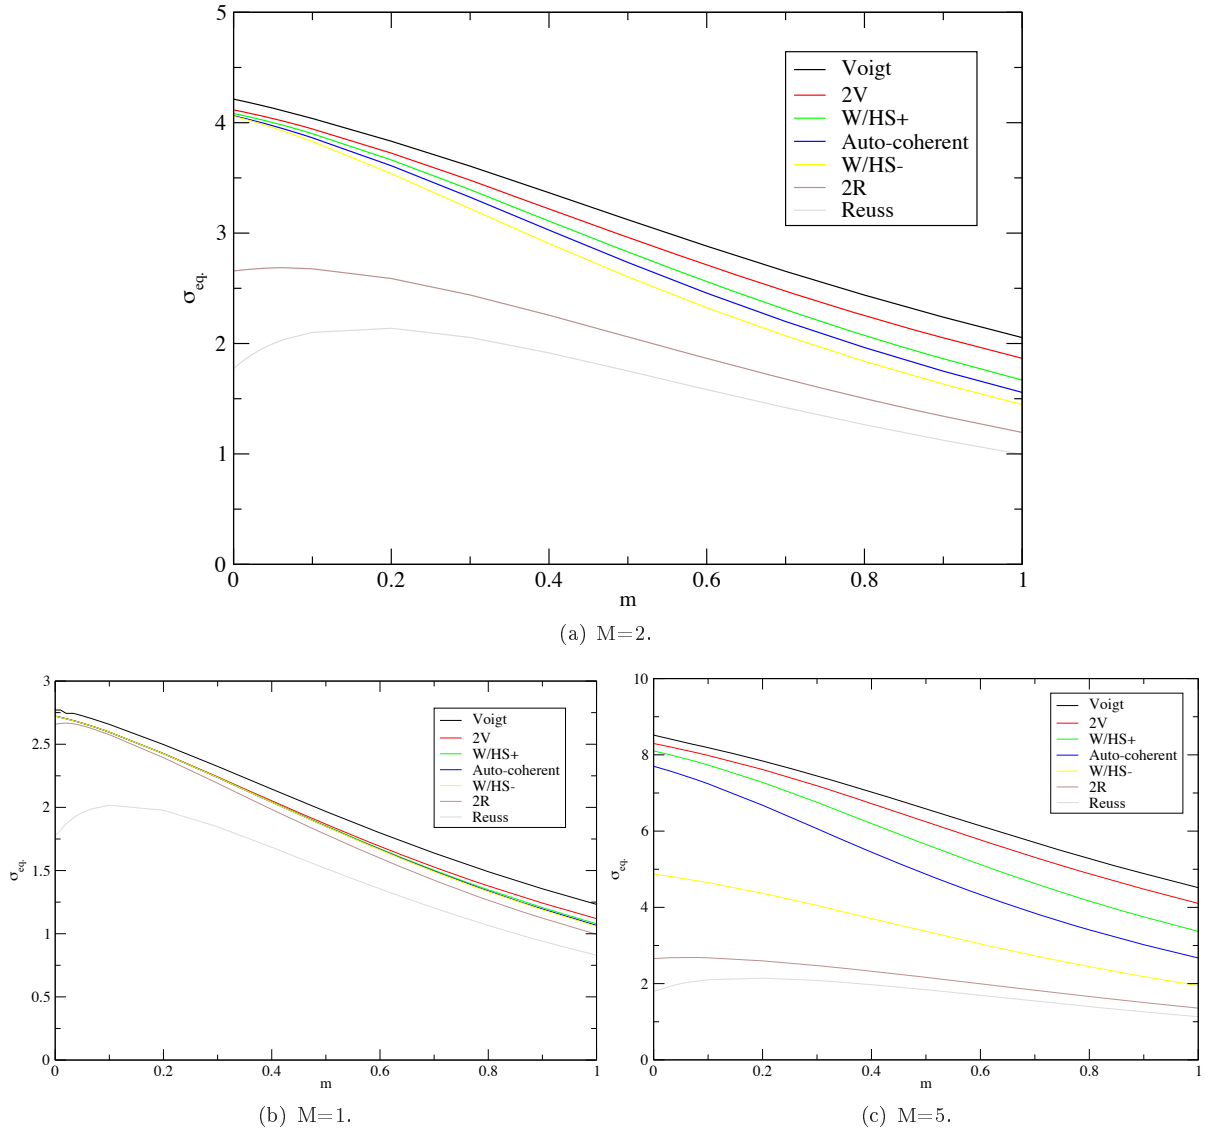 5
4
3
2
1
0
σeq.
Voigt
2V
W/HS+
Auto-coherent
W/HS-
2R
Reuss
0 0.2 0.4 0.6 0.8 1
m
(a) M=2.
3
2.5
2
1.5
1
0.5
0
σeq.
Voigt
2V
W/HS+
Auto-coherent
W/HS-
2R
Reuss
0 0.2 0.4 0.6 0.8 1
m
(b) M=1.
10
8
6
4
2
0
σeq.
Voigt
2V
W/HS+
Auto-coherent
W/HS-
2R
Reuss
0 0.2 0.4 0.6 0.8 1
m
(c) M=5.